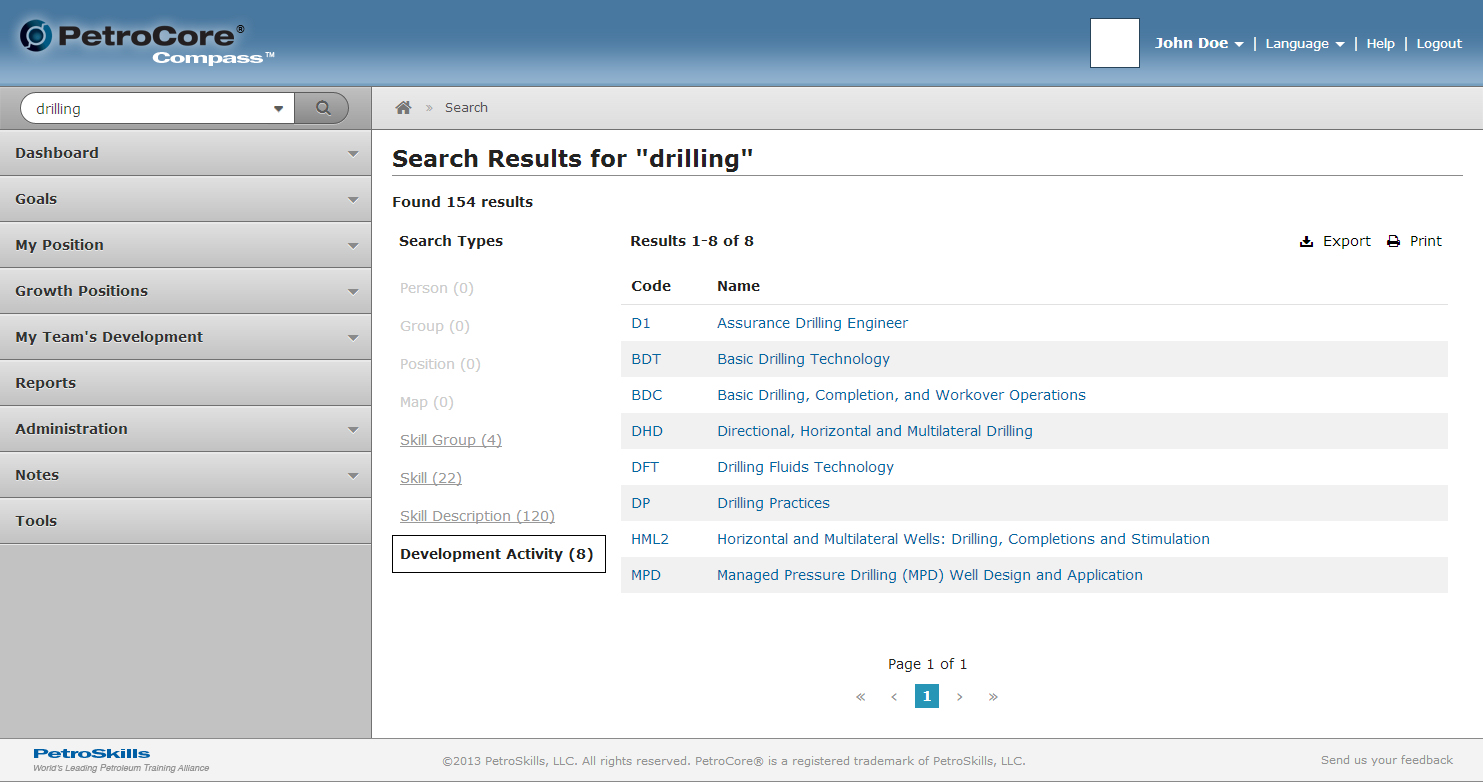 PetroCore®
Compass™
John Doe | Language | Help | Logout
drilling
» Search
Dashboard
Goals
My Position
Growth Positions
My Team's Development
Reports
Administration
Notes
Tools
Search Results for "drilling"
Found 154 results
Search Types
Person (0)
Group (0)
Position (0)
Map (0)
Skill Group (4)
Skill (22)
Skill Description (120)
Development Activity (8)
Results 1-8 of 8
Export Print
Code Name
D1 Assurance Drilling Engineer
BDT Basic Drilling Technology
BDC Basic Drilling, Completion, and Workover Operations
DHD Directional, Horizontal and Multilateral Drilling
DFT Drilling Fluids Technology
DP Drilling Practices
HML2 Horizontal and Multilateral Wells: Drilling, Completions and Stimulation
MPD Managed Pressure Drilling (MPD) Well Design and Application
Page 1 of 1
« ‹ 1 › »
PetroSkills
World's Leading Petroleum Training Alliance
©2013 PetroSkills, LLC. All rights reserved. PetroCore® is a registered trademark of PetroSkills, LLC.
Send us your feedback